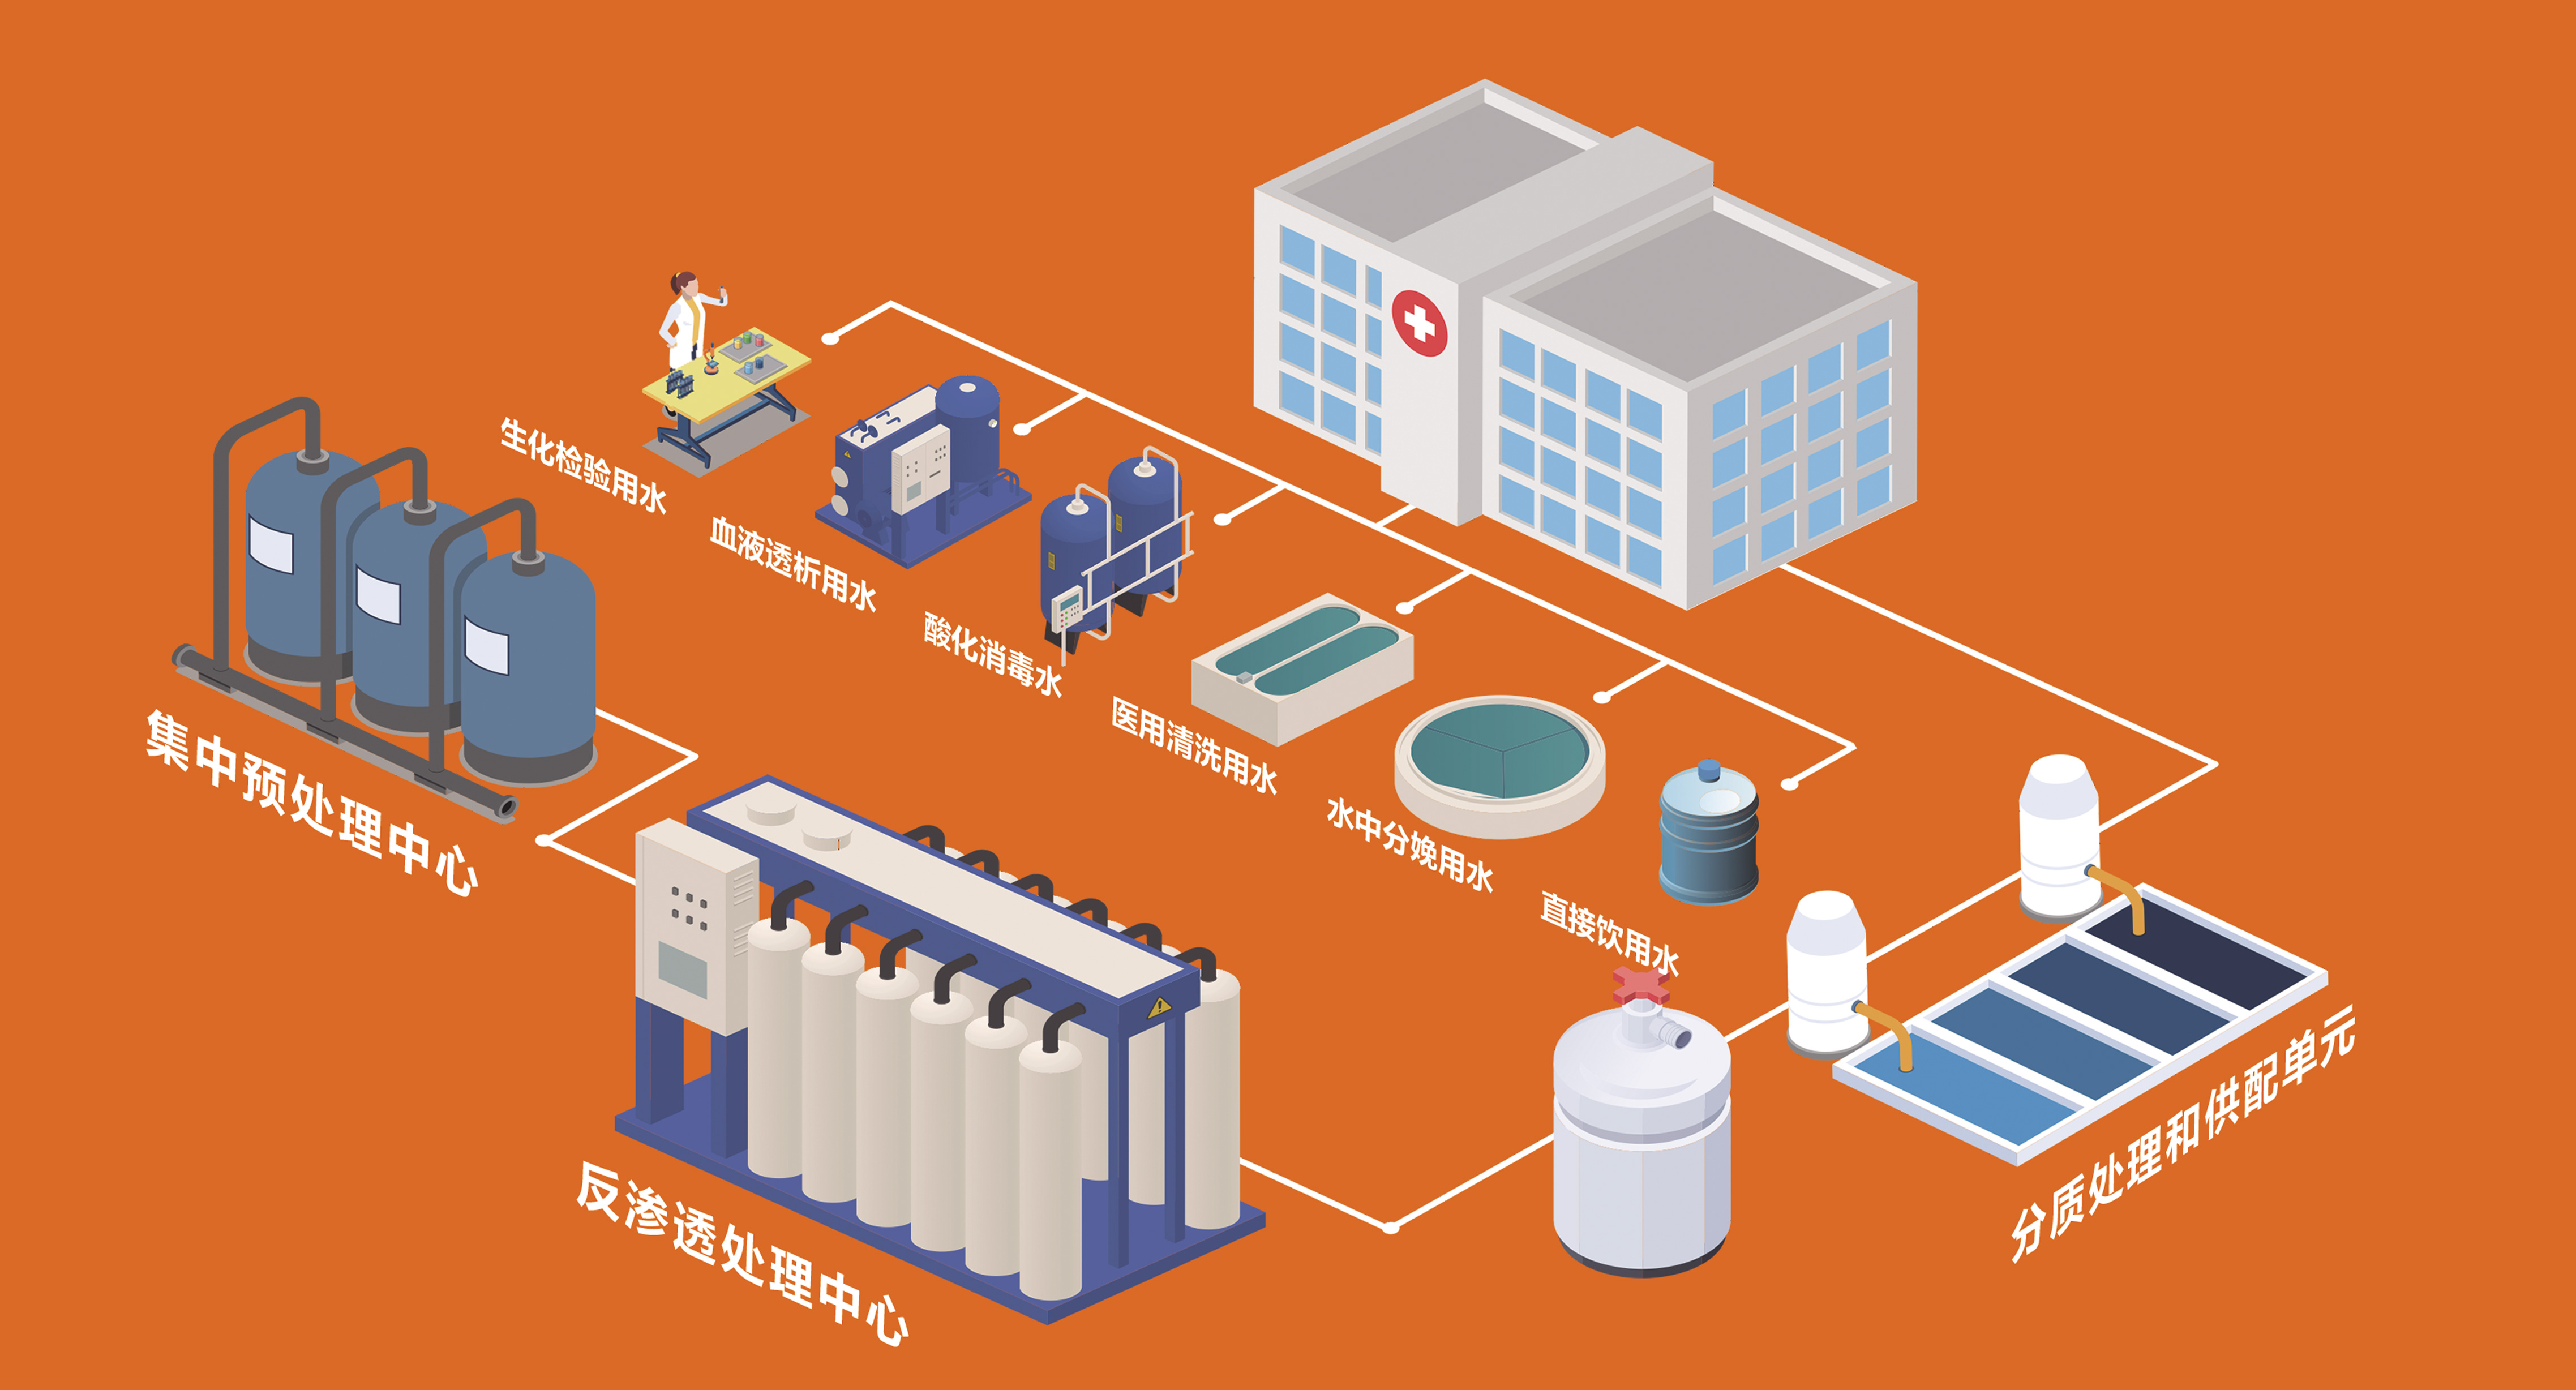 生化检验用水
血液透析用水
酸化消毒水
医用清洗用水
水中分娩用水
直接饮用水
集中预处理中心
反渗透处理中心
分质处理和供配单元